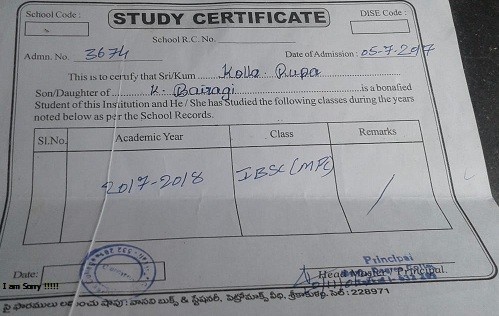 School Code :
STUDY CERTIFICATE
DISE Code :
School R.C. No.
Admn. No. 3674
Date of Admission : 05-7-2017
This is to certify that Sri/Kum Kolla Rupa
Son/Daughter of K. Bairagi is a bonafied
Student of this Institution and He / She has Studied the following classes during the years
noted below as per the School Records.
Sl.No. Academic Year Class Remarks
2017-2018 IBSC (MPC) /
Principal
Date: Head Master / Principal.
I am Sorry !!!!!
బుక్స్ & స్టేషనరీ, పెట్రోమాక్స్ వీధి, శ్రీకాకుళం. సెల్ : 228971